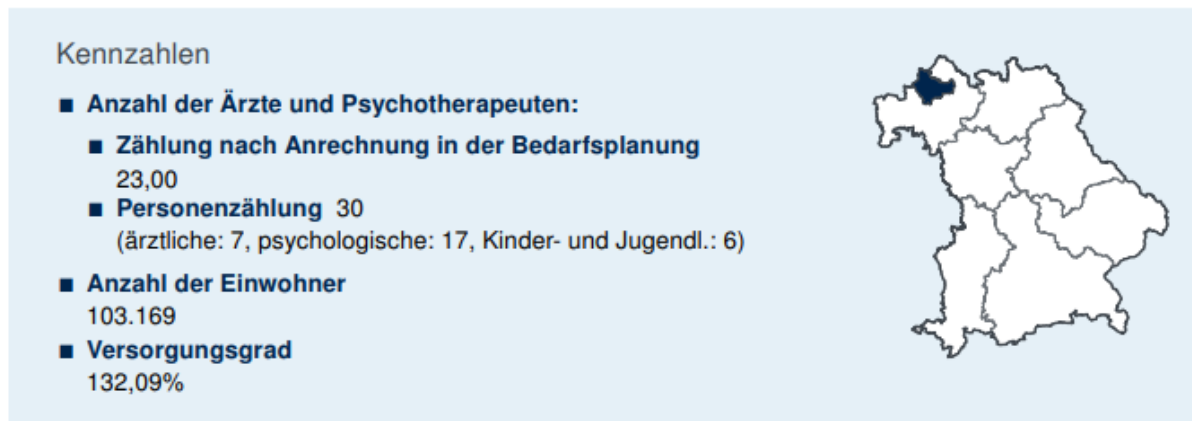 Kennzahlen
■ Anzahl der Ärzte und Psychotherapeuten:
■ Zählung nach Anrechnung in der Bedarfsplanung
23,00
■ Personenzählung 30
(ärztliche: 7, psychologische: 17, Kinder- und Jugendl.: 6)
■ Anzahl der Einwohner
103.169
■ Versorgungsgrad
132,09%